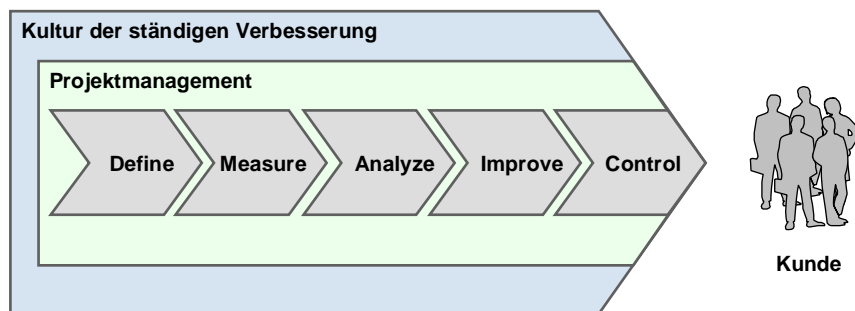 Kultur der ständigen Verbesserung
Projektmanagement
Define
Measure
Analyze
Improve
Control
Kunde